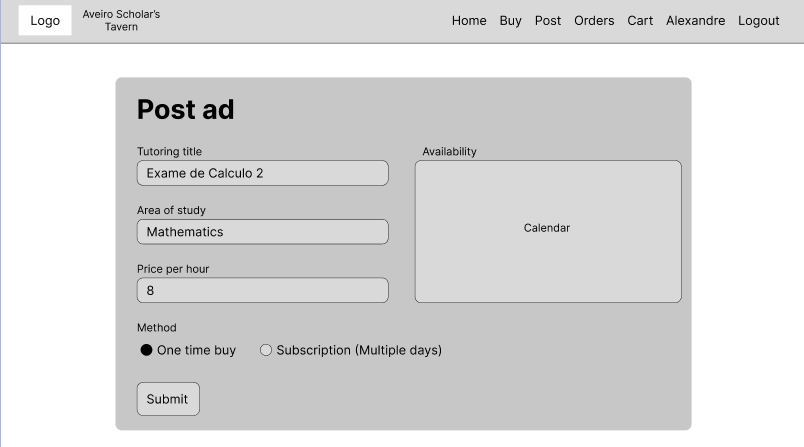 Logo
Aveiro Scholar's
Tavern
Home Buy Post Orders Cart Alexandre Logout
Post ad
Tutoring title
Exame de Calculo 2
Area of study
Mathematics
Price per hour
8
Availability
Calendar
Method
One time buy
Subscription (Multiple days)
Submit